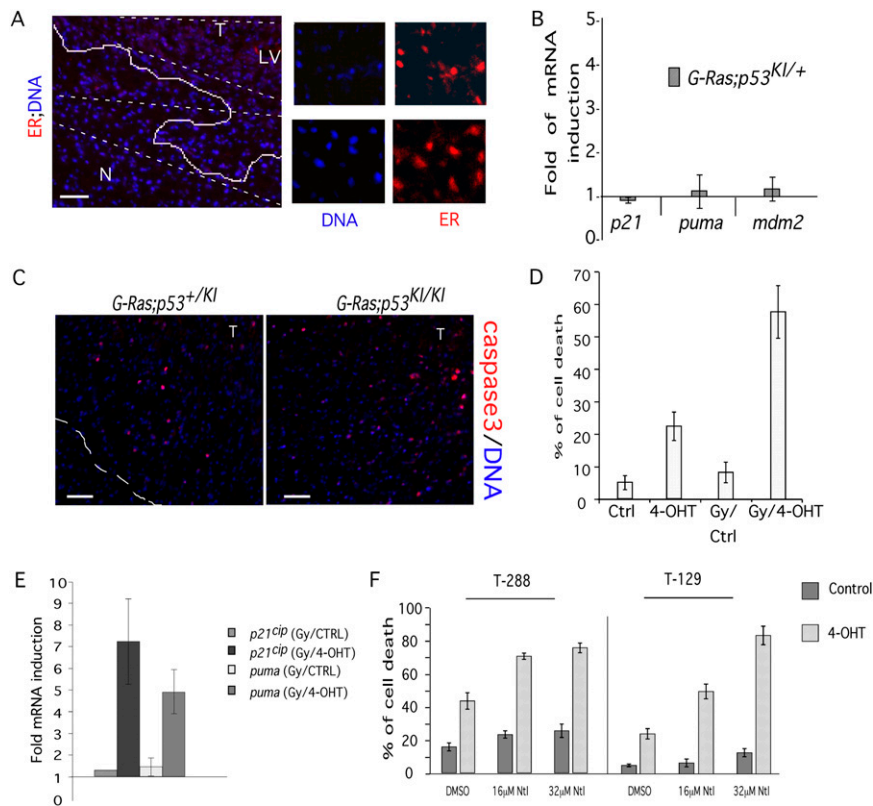 A
ER;DNA
T
LV
N
DNA
ER
B
Fold of mRNA
induction
5
4
3
2
1
0
G-Ras;p53KI/+
p21
puma
mdm2
C
G-Ras;p53+/KI
G-Ras;p53KI/KI
T
T
caspase3/DNA
D
% of cell death
70
60
50
40
30
20
10
0
Ctrl
4-OHT
Gy/
Ctrl
Gy/4-OHT
E
Fold mRNA induction
10
9
8
7
6
5
4
3
2
1
0
p21cip (Gy/CTRL)
p21cip (Gy/4-OHT)
puma (Gy/CTRL)
puma (Gy/4-OHT)
F
T-288
T-129
% of cell death
100
80
60
40
20
0
DMSO
16μM Ntl
32μM Ntl
DMSO
16μM Ntl
32μM Ntl
Control
4-OHT